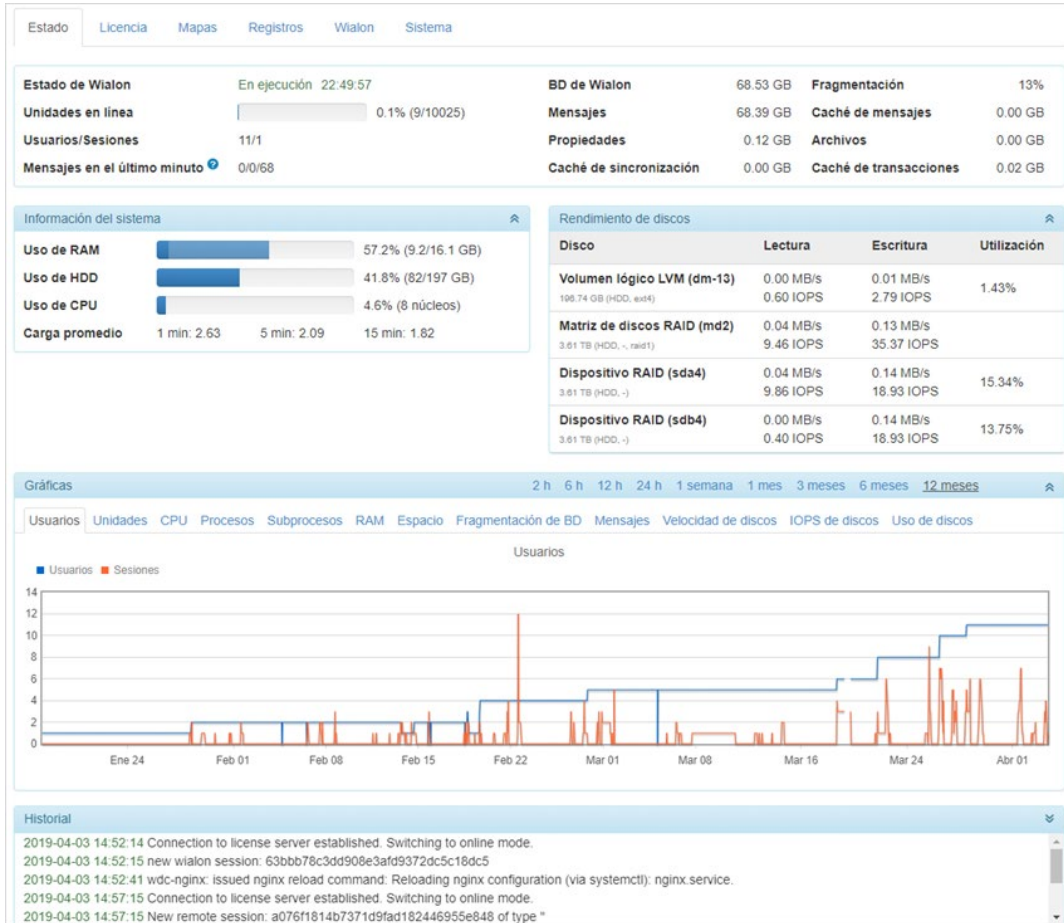 Estado Licencia Mapas Registros Wialon Sistema
Estado de Wialon En ejecución 22:49:57 BD de Wialon 68.53 GB Fragmentación 13%
Unidades en línea 0.1% (9/10025) Mensajes 68.39 GB Caché de mensajes 0.00 GB
Usuarios/Sesiones 11/1 Propiedades 0.12 GB Archivos 0.00 GB
Mensajes en el último minuto ? 0/0/68 Caché de sincronización 0.00 GB Caché de transacciones 0.02 GB
Información del sistema
Uso de RAM 57.2% (9.2/16.1 GB)
Uso de HDD 41.8% (82/197 GB)
Uso de CPU 4.6% (8 núcleos)
Carga promedio 1 min: 2.63 5 min: 2.09 15 min: 1.82
Rendimiento de discos
Disco Lectura Escritura Utilización
Volumen lógico LVM (dm-13) 0.00 MB/s 0.01 MB/s 1.43%
196.74 GB (HDD, ext4) 0.60 IOPS 2.79 IOPS
Matriz de discos RAID (md2) 0.04 MB/s 0.13 MB/s
3.61 TB (HDD, -, raid1) 9.46 IOPS 35.37 IOPS
Dispositivo RAID (sda4) 0.04 MB/s 0.14 MB/s 15.34%
3.61 TB (HDD, -) 9.86 IOPS 18.93 IOPS
Dispositivo RAID (sdb4) 0.00 MB/s 0.14 MB/s 13.75%
3.61 TB (HDD, -) 0.40 IOPS 18.93 IOPS
Gráficas 2 h 6 h 12 h 24 h 1 semana 1 mes 3 meses 6 meses 12 meses
Usuarios Unidades CPU Procesos Subprocesos RAM Espacio Fragmentación de BD Mensajes Velocidad de discos IOPS de discos Uso de discos
Usuarios
Usuarios Sesiones
14
12
10
8
6
4
2
0
Ene 24 Feb 01 Feb 08 Feb 15 Feb 22 Mar 01 Mar 08 Mar 16 Mar 24 Abr 01
Historial
2019-04-03 14:52:14 Connection to license server established. Switching to online mode.
2019-04-03 14:52:15 new wialon session: 63bbb78c3dd908e3afd9372dc5c18dc5
2019-04-03 14:52:41 wdc-nginx: issued nginx reload command: Reloading nginx configuration (via systemctl): nginx.service.
2019-04-03 14:57:15 Connection to license server established. Switching to online mode.
2019-04-03 14:57:15 New remote session: a076f1814b7371d9fad182446955e848 of type "